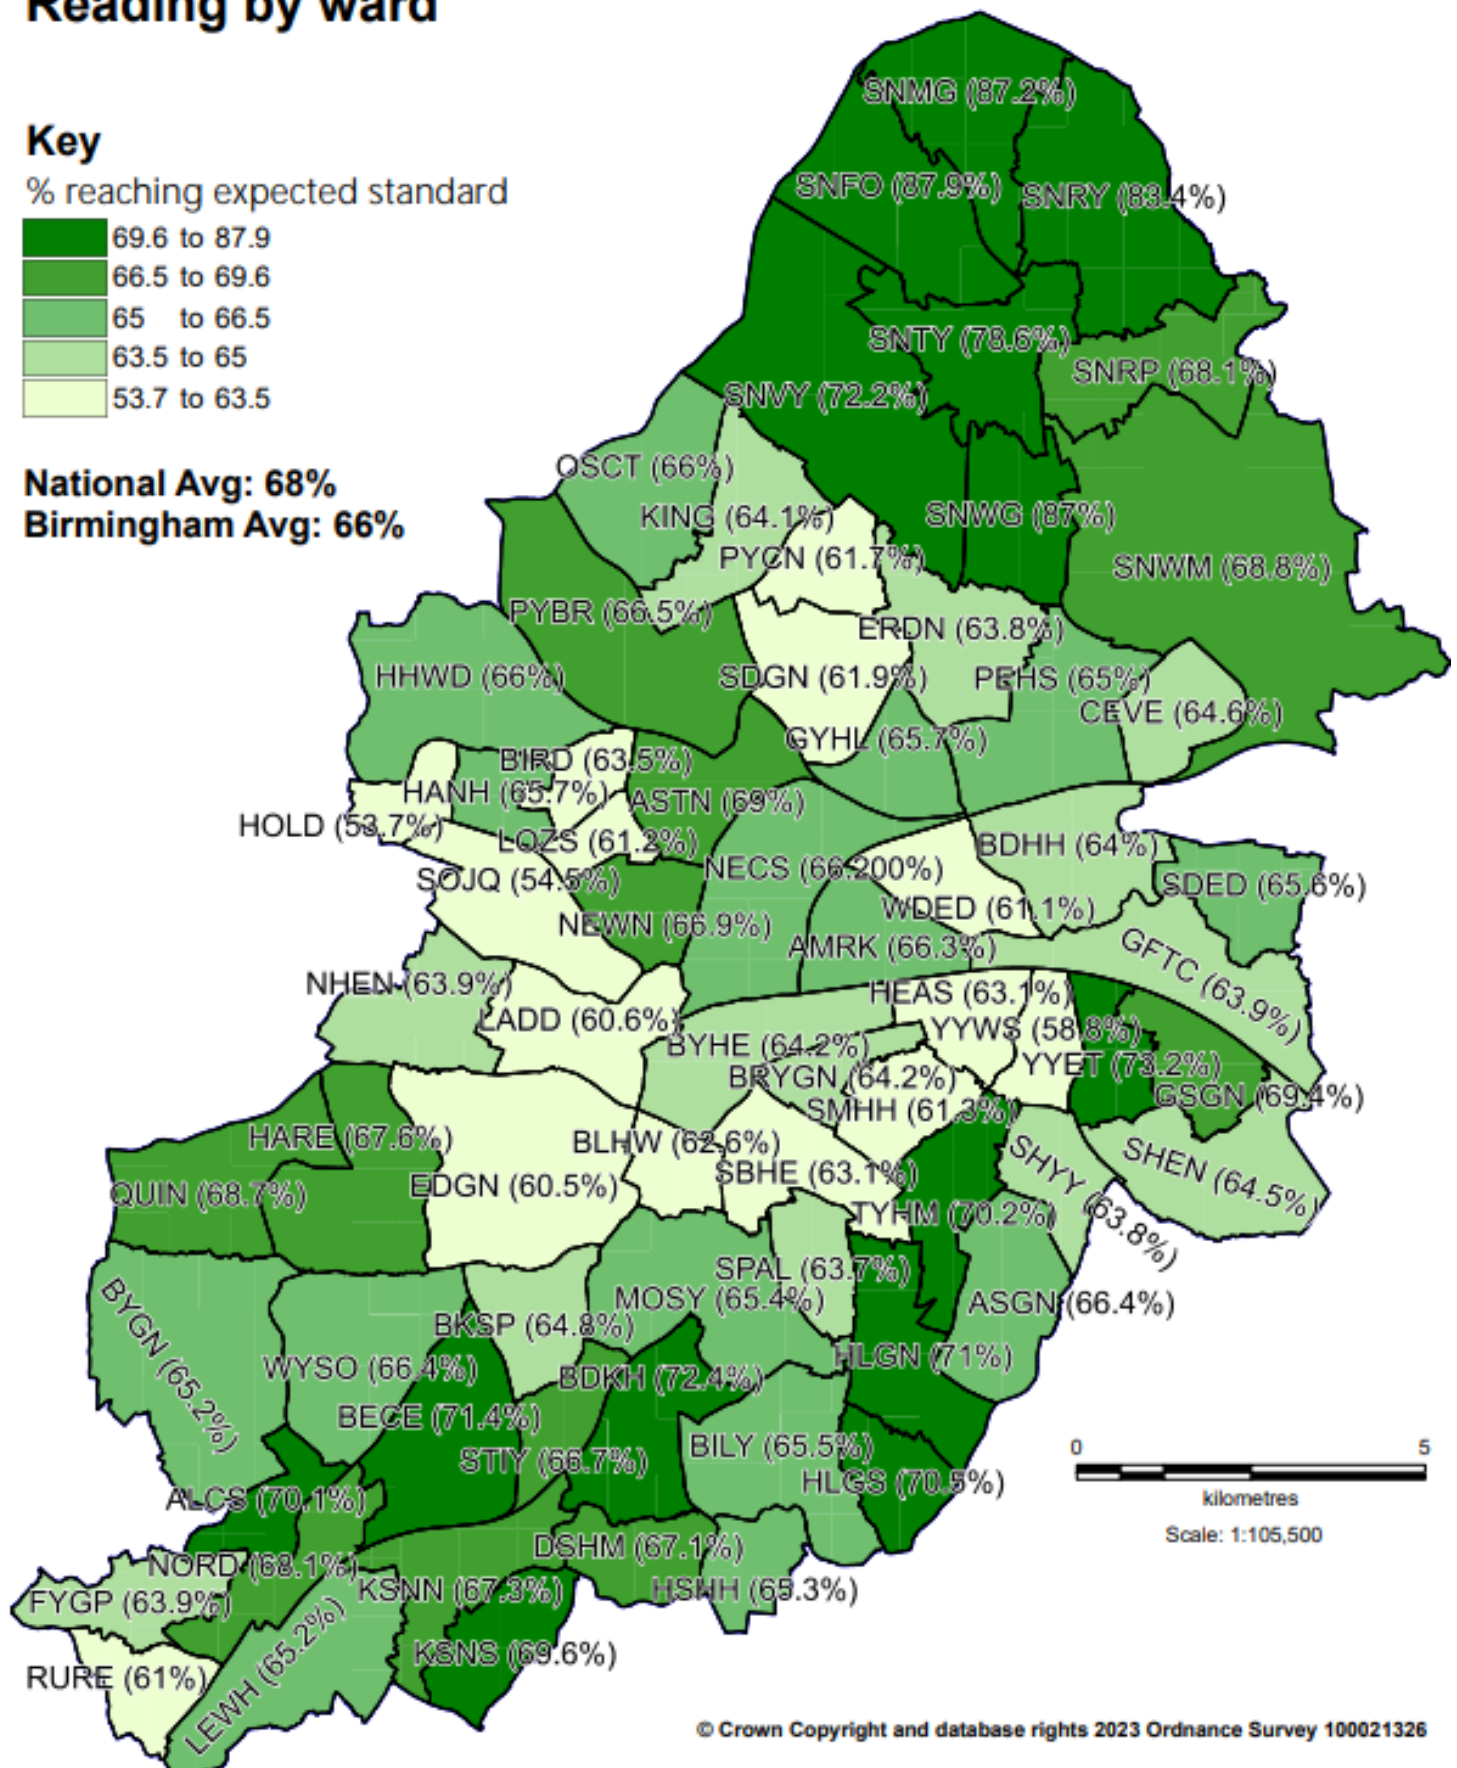 Reading by ward
Key
% reaching expected standard
69.6 to 87.9
66.5 to 69.6
65 to 66.5
63.5 to 65
53.7 to 63.5
National Avg: 68%
Birmingham Avg: 66%
SNMG (87.2%)
SNFO (87.9%)
SNRY (83.4%)
SNTY (78.6%)
SNRP (68.1%)
SNVY (72.2%)
OSCT (66%)
KING (64.1%)
SNWG (87%)
PYCN (61.7%)
SNWM (68.8%)
PYBR (66.5%)
ERDN (63.8%)
HHWD (66%)
SDGN (61.9%)
PEHS (65%)
CEVE (64.6%)
GYHL (65.7%)
BIRD (63.5%)
HANH (65.7%)
ASTN (69%)
HOLD (53.7%)
LOZS (61.2%)
BDHH (64%)
NECS (66.200%)
SOJQ (54.5%)
SDED (65.6%)
WDED (61.1%)
NEWN (66.9%)
AMRK (66.3%)
GFTC (63.9%)
NHEN (63.9%)
HEAS (63.1%)
LADD (60.6%)
YYWS (58.8%)
BYHE (64.2%)
YYET (73.2%)
BRYGN (64.2%)
GSGN (69.4%)
SMHH (61.3%)
HARE (67.6%)
BLHW (62.6%)
SHYY (63.8%)
SHEN (64.5%)
SBHE (63.1%)
QUIN (68.7%)
EDGN (60.5%)
TYHM (70.2%)
SPAL (63.7%)
MOSY (65.4%)
ASGN (66.4%)
BYGN (65.2%)
BKSP (64.8%)
HLGN (71%)
WYSO (66.4%)
BDKH (72.4%)
BECE (71.4%)
BILY (65.5%)
STIY (66.7%)
HLGS (70.5%)
ALCS (70.1%)
0 5
kilometres
Scale: 1:105,500
DSHM (67.1%)
NORD (68.1%)
KSNN (67.3%)
HSHH (65.3%)
FYGP (63.9%)
KSNS (69.6%)
LEWH (65.2%)
RURE (61%)
© Crown Copyright and database rights 2023 Ordnance Survey 100021326